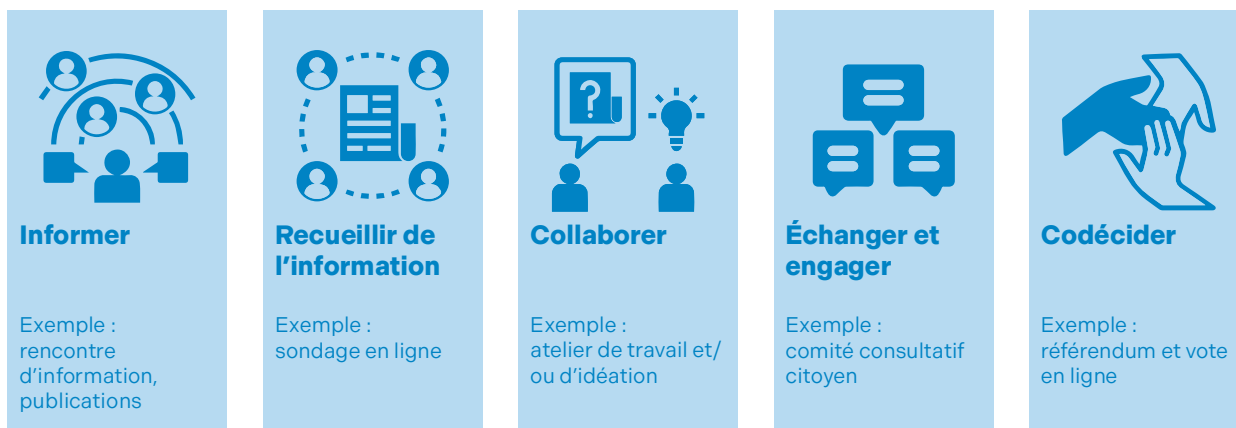 Informer
Exemple :
rencontre
d'information,
publications
Recueillir de
l'information
Exemple :
sondage en ligne
?
Collaborer
Exemple :
atelier de travail et/
ou d'idéation
Échanger et
engager
Exemple :
comité consultatif
citoyen
Codécider
Exemple :
référendum et vote
en ligne